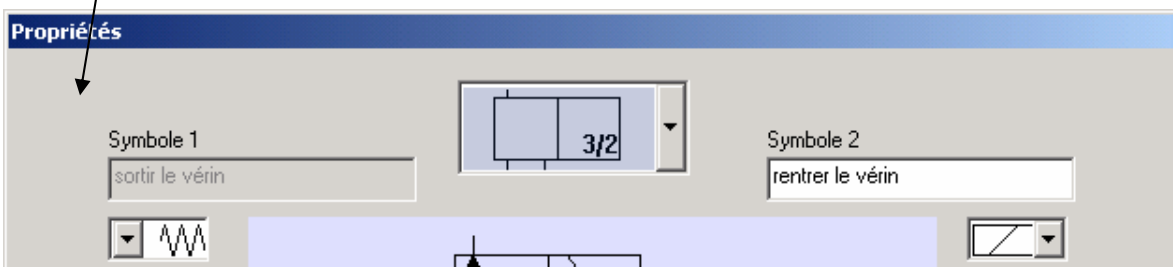 Propriétés
Symbole 1
3/2
Symbole 2
sortir le vérin
rentrer le vérin